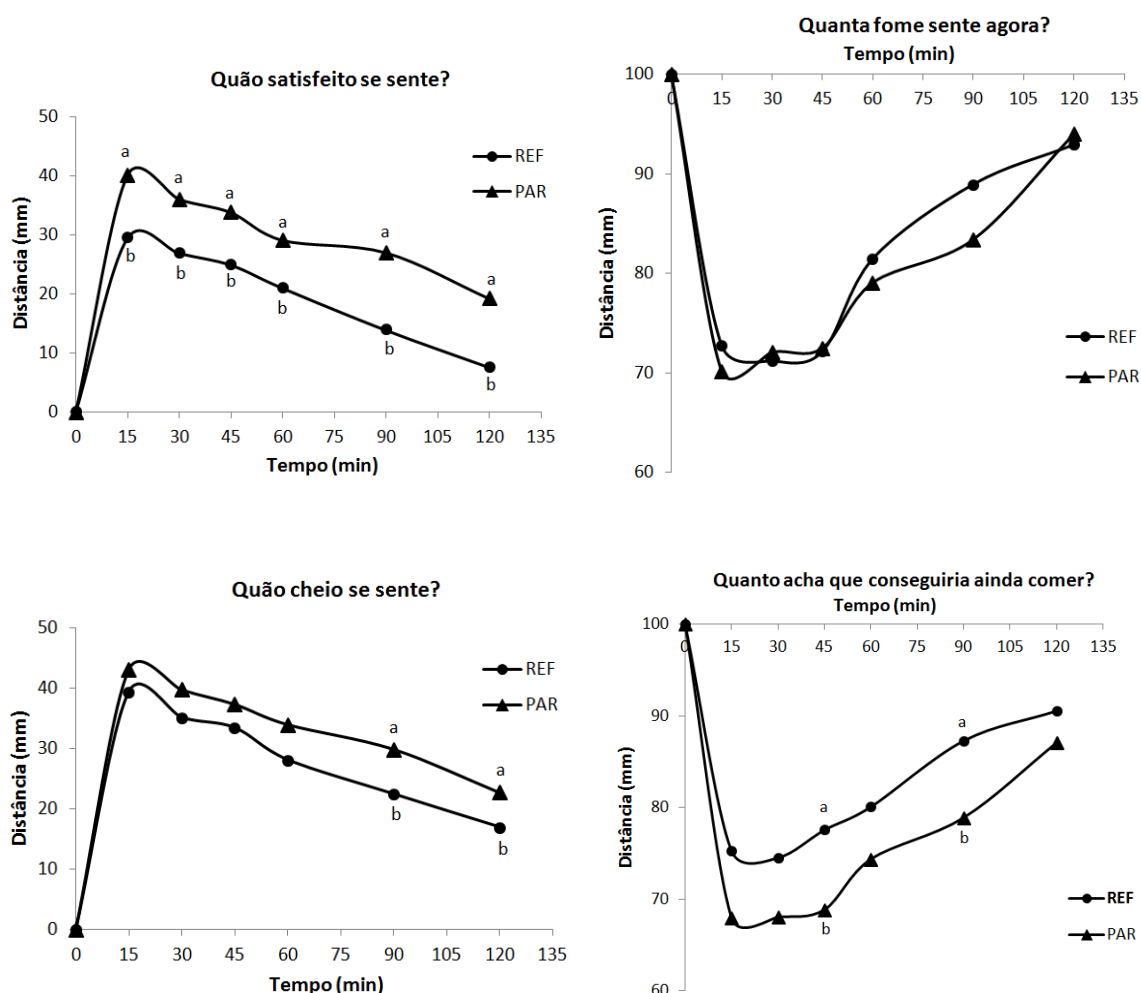 Quão satisfeito se sente?
50
40
30
20
10
0
Distância (mm)
a
a
a
a
a
a
b
b
b
b
b
b
REF
PAR
0 15 30 45 60 75 90 105 120 135
Tempo (min)
Quanta fome sente agora?
Tempo (min)
100
90
80
70
60
Distância (mm)
0 15 30 45 60 75 90 105 120 135
REF
PAR
Quão cheio se sente?
50
40
30
20
10
0
Distância (mm)
a
a
b
b
REF
PAR
0 15 30 45 60 75 90 105 120 135
Tempo (min)
Quanto acha que conseguiria ainda comer?
Tempo (min)
100
90
80
70
60
Distância (mm)
0 15 30 45 60 75 90 105 120 135
a
a
b
b
REF
PAR